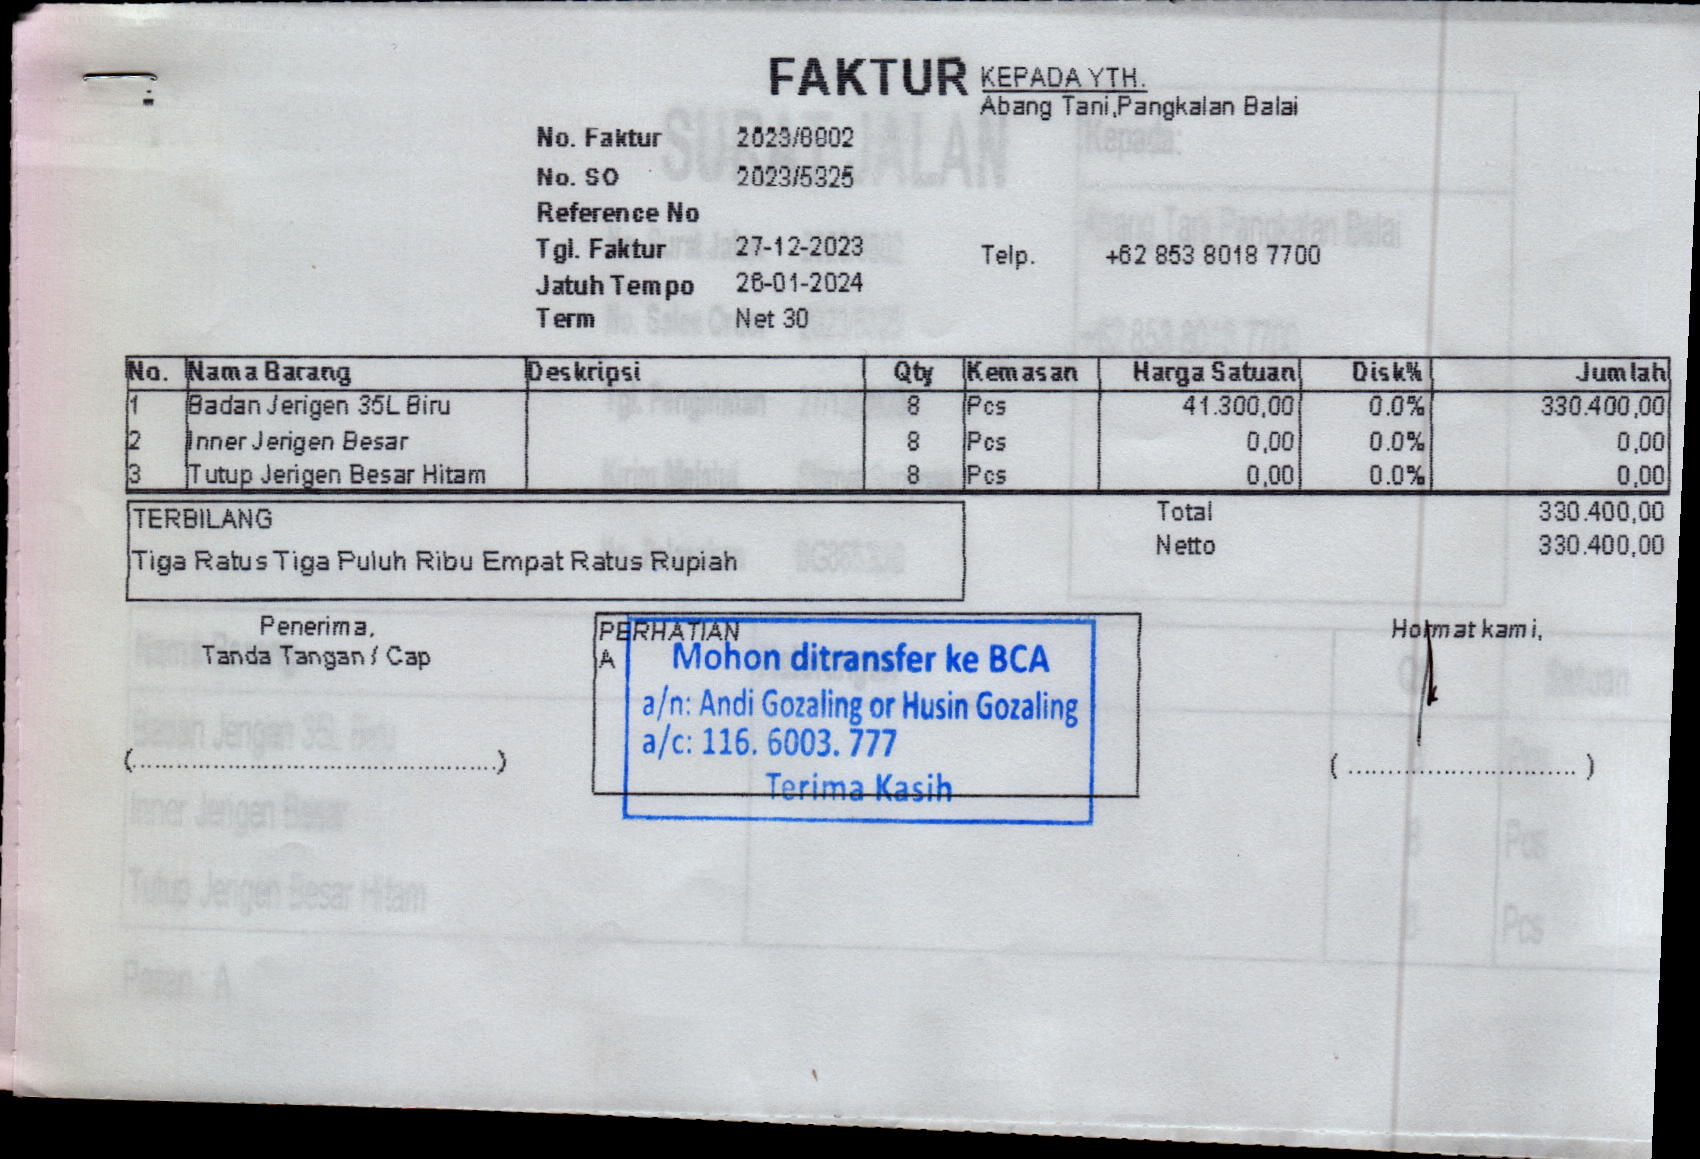 FAKTUR
KEPADA YTH.
Abang Tani,Pangkalan Balai
No. Faktur 2023/8802
No. SO 2023/5325
Reference No
Tgl. Faktur 27-12-2023
Telp. +62 853 8018 7700
Jatuh Tempo 26-01-2024
Term Net 30
No. Nama Barang Deskripsi Qty Kemasan Harga Satuan Disk% Jumlah
1 Badan Jerigen 35L Biru 8 Pcs 41.300,00 0.0% 330.400,00
2 Inner Jerigen Besar 8 Pcs 0,00 0.0% 0,00
3 Tutup Jerigen Besar Hitam 8 Pcs 0,00 0.0% 0,00
Total 330.400,00
Netto 330.400,00
TERBILANG
Tiga Ratus Tiga Puluh Ribu Empat Ratus Rupiah
Penerima,
Tanda Tangan / Cap
(..................................................)
PERHATIAN
A
Mohon ditransfer ke BCA
a/n: Andi Gozaling or Husin Gozaling
a/c: 116. 6003. 777
Terima Kasih
Hormat kami,
( ............................... )